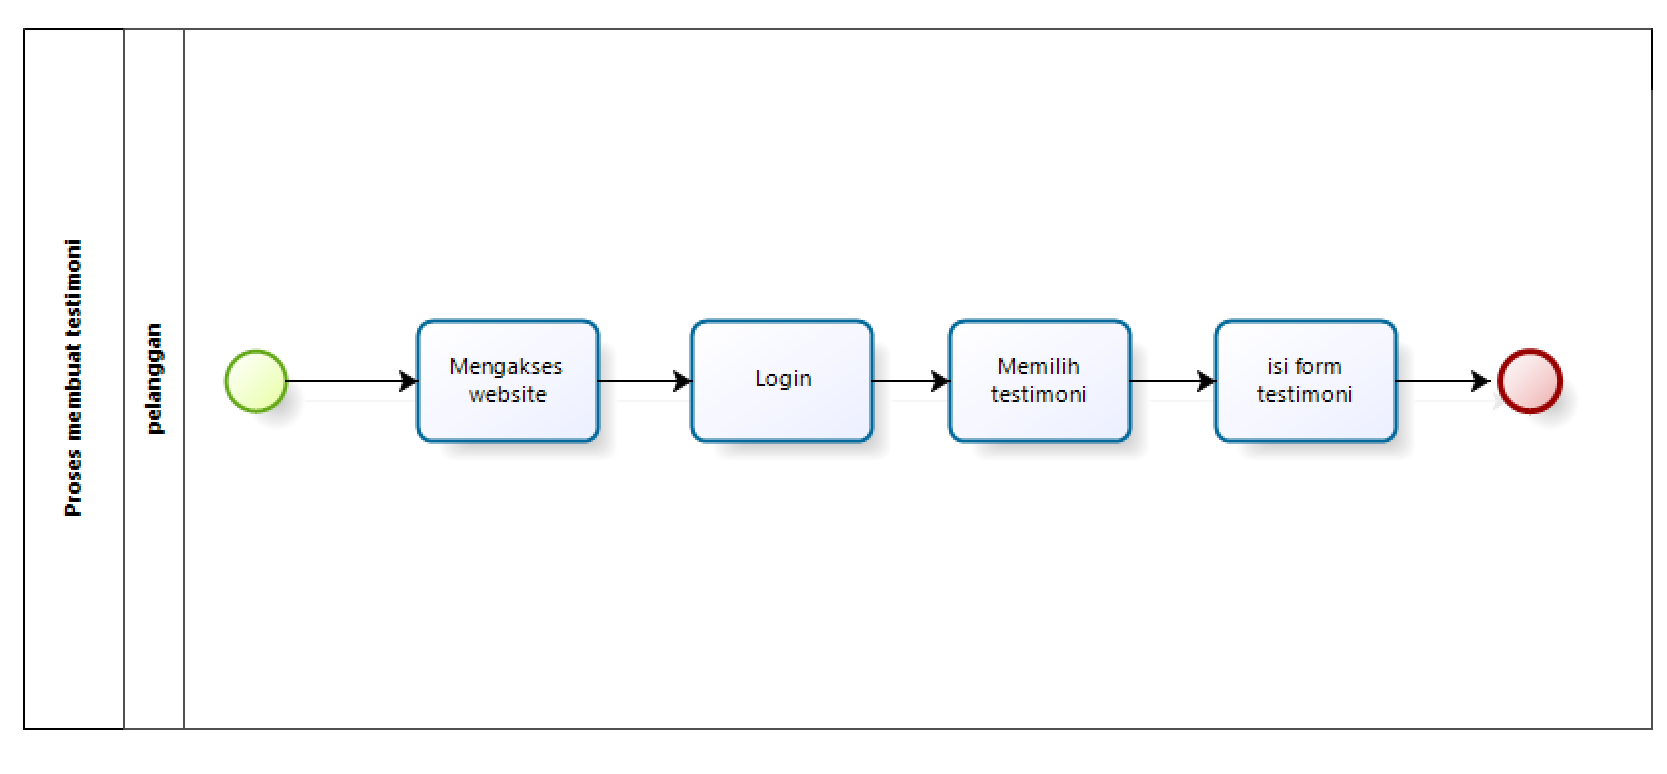 Proses membuat testimoni
pelanggan
Mengakses
website
Login
Memilih
testimoni
isi form
testimoni